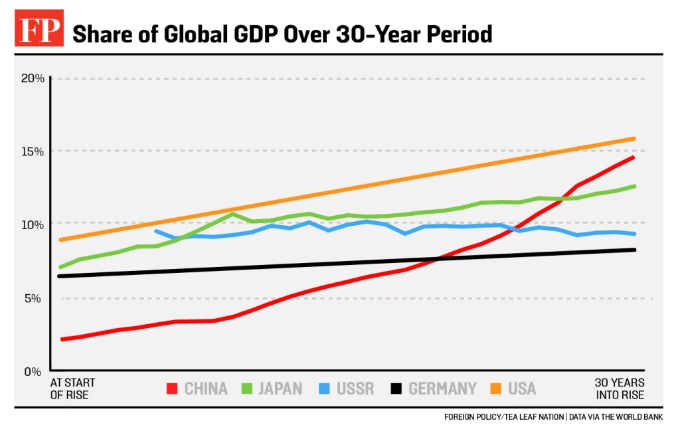 FP
Share of Global GDP Over 30-Year Period
20%
15%
10%
5%
0%
AT START
OF RISE
CHINA JAPAN USSR GERMANY USA
30 YEARS
INTO RISE
FOREIGN POLICY/TEA LEAF NATION | DATA VIA THE WORLD BANK